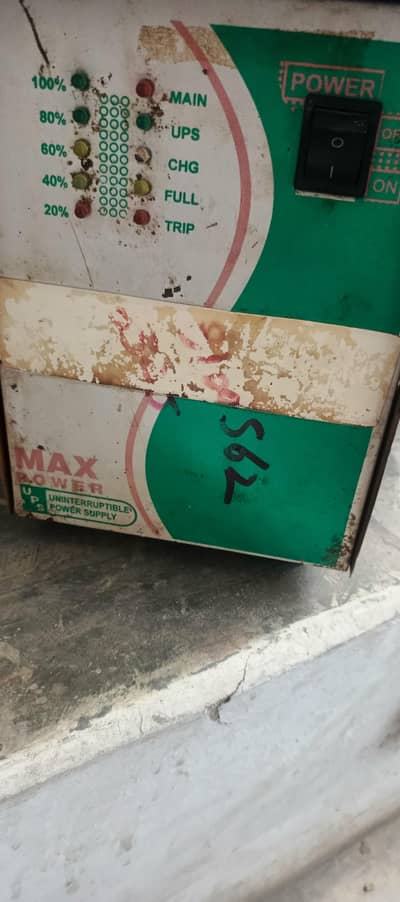 100%
80%
60%
40%
20%
MAIN
UPS
CHG
FULL
TRIP
POWER
OFF
ON
562
MAX
POWER
UPS
UNINTERRUPTIBLE
POWER SUPPLY